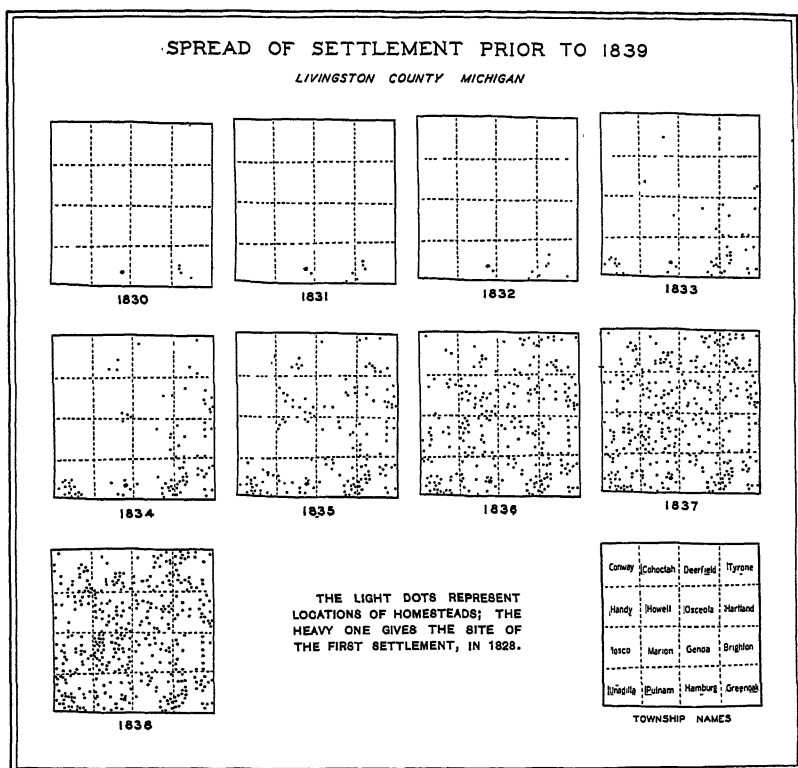 SPREAD OF SETTLEMENT PRIOR TO 1839
LIVINGSTON COUNTY MICHIGAN
1830
1831
1832
1833
1834
1835
1836
1837
1838
THE LIGHT DOTS REPRESENT
LOCATIONS OF HOMESTEADS; THE
HEAVY ONE GIVES THE SITE OF
THE FIRST SETTLEMENT, IN 1828.
Conway Cohoctah Deerfield Tyrone
Handy Howell Osceola Hartland
Iosco Marion Genoa Brighton
Unadilla Putnam Hamburg Greenoak
TOWNSHIP NAMES